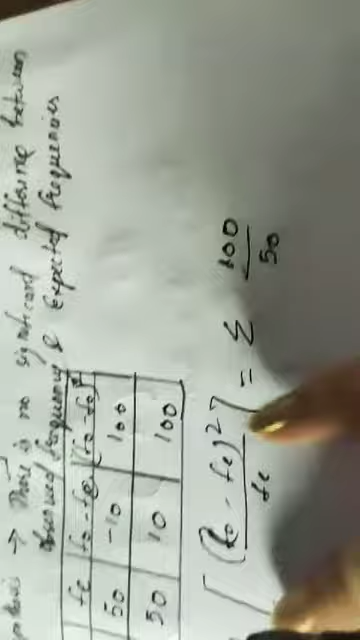 → There is no significant difference between
observed frequency & expected frequencies
fe fo-fe (fo-fe)²
50 -10 100
50 10 100
[(fo - fe)²/fe] = Σ 100/50